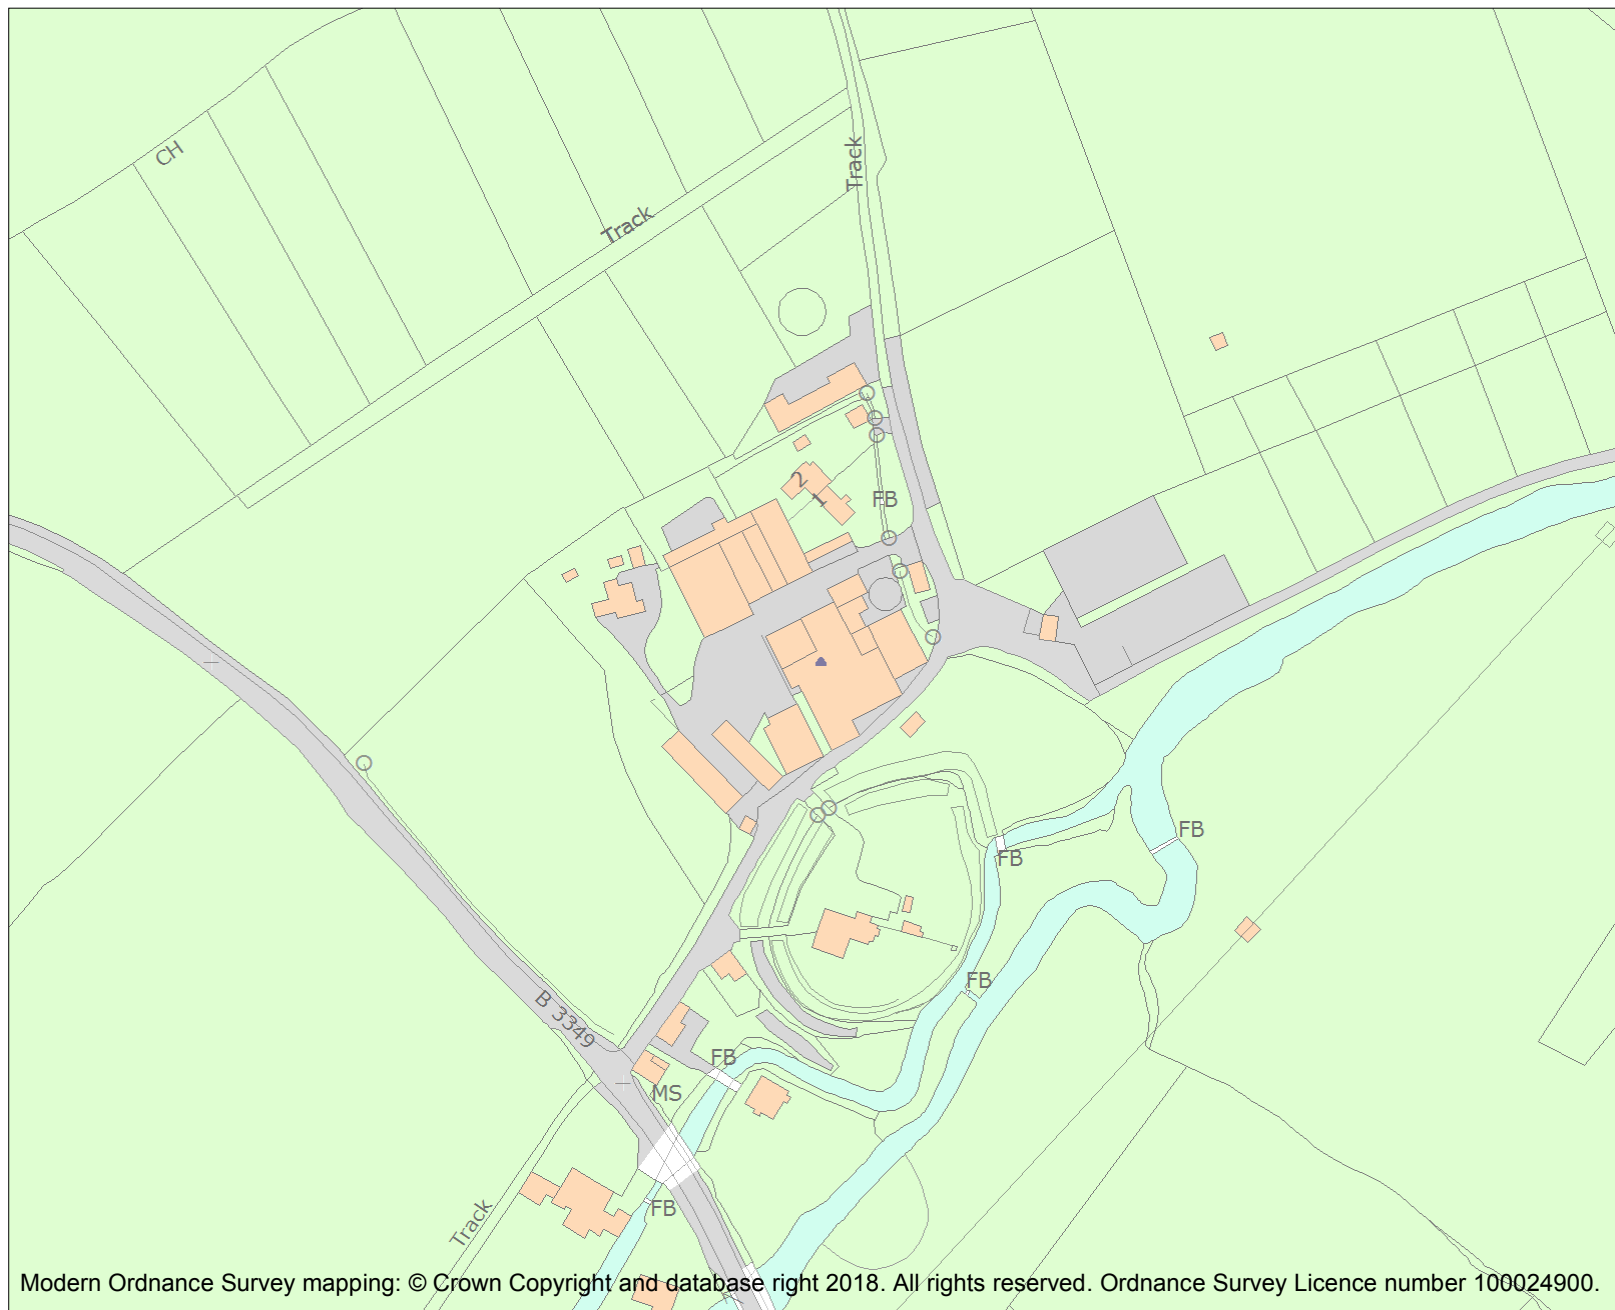 CH
Track
Track
2
1
FB
FB
FB
B 3349
FB
FB
MS
Track
FB
Modern Ordnance Survey mapping: © Crown Copyright and database right 2018. All rights reserved. Ordnance Survey Licence number 100024900.